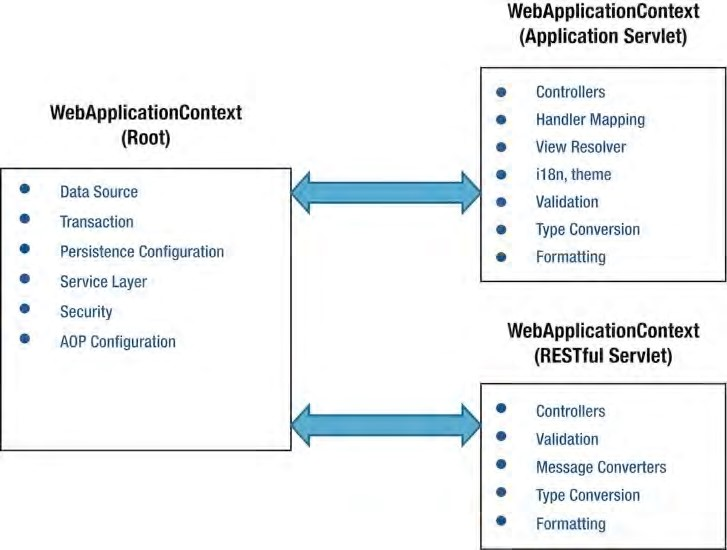 WebApplicationContext
(Root)
Data Source
Transaction
Persistence Configuration
Service Layer
Security
AOP Configuration
WebApplicationContext
(Application Servlet)
Controllers
Handler Mapping
View Resolver
i18n, theme
Validation
Type Conversion
Formatting
WebApplicationContext
(RESTful Servlet)
Controllers
Validation
Message Converters
Type Conversion
Formatting